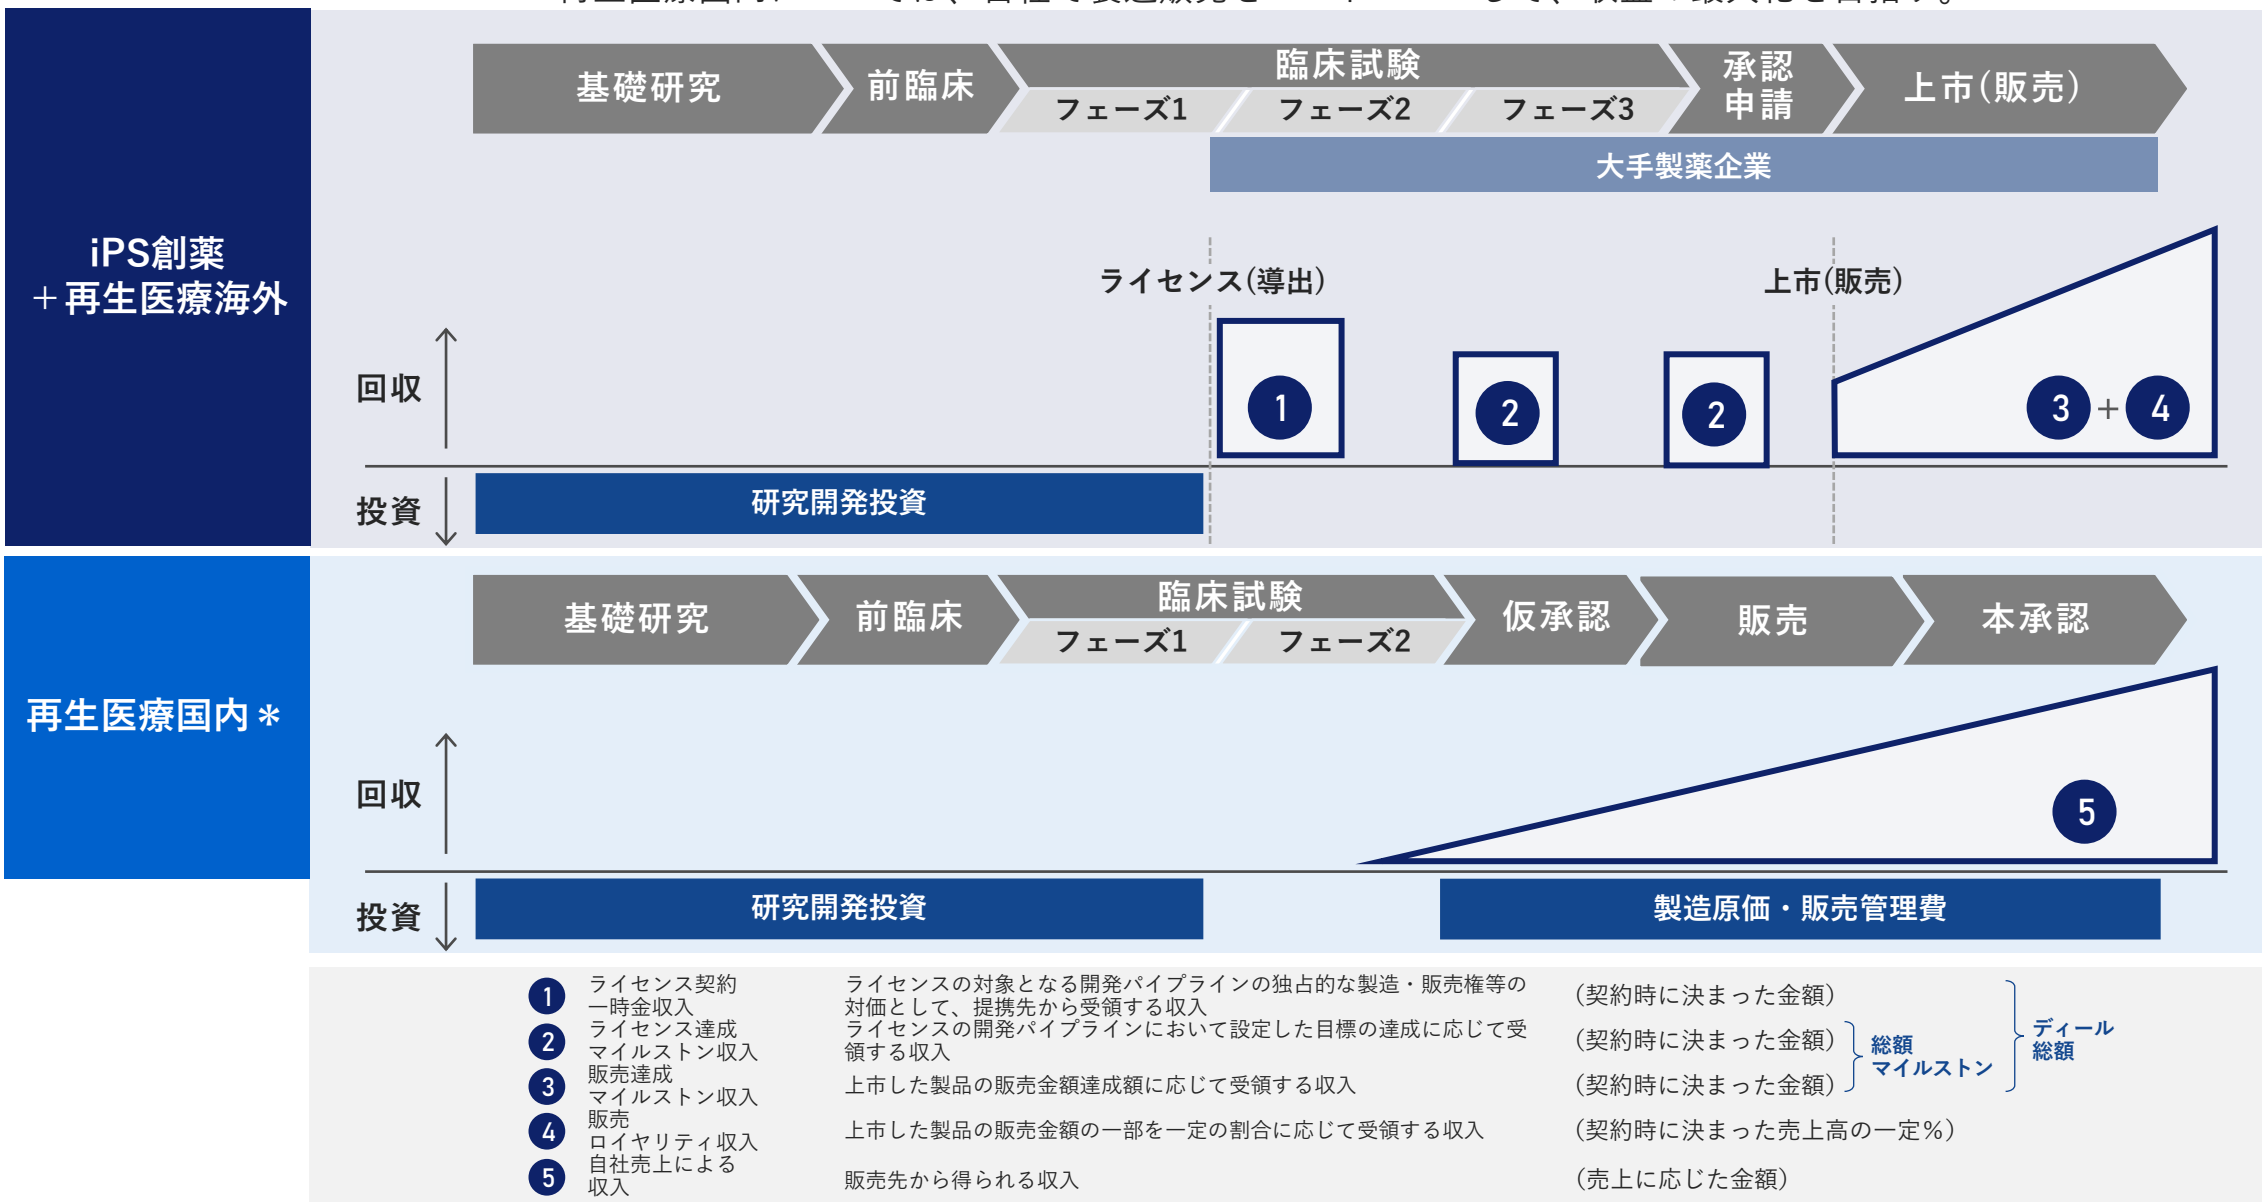 基礎研究
前臨床
臨床試験
フェーズ1
フェーズ2
フェーズ3
承認
申請
上市(販売)
大手製薬企業
iPS創薬
＋再生医療海外
ライセンス(導出)
上市(販売)
回収
1
2
2
3 + 4
投資
研究開発投資
基礎研究
前臨床
臨床試験
フェーズ1
フェーズ2
仮承認
販売
本承認
再生医療国内＊
回収
5
投資
研究開発投資
製造原価・販売管理費
1
ライセンス契約
一時金収入
ライセンスの対象となる開発パイプラインの独占的な製造・販売権等の
対価として、提携先から受領する収入
(契約時に決まった金額)
2
ライセンス達成
マイルストン収入
ライセンスの開発パイプラインにおいて設定した目標の達成に応じて受
領する収入
(契約時に決まった金額)
3
販売達成
マイルストン収入
上市した製品の販売金額達成額に応じて受領する収入
(契約時に決まった金額)
総額
マイルストン
ディール
総額
4
販売
ロイヤリティ収入
上市した製品の販売金額の一部を一定の割合に応じて受領する収入
(契約時に決まった売上高の一定%)
5
自社売上による
収入
販売先から得られる収入
(売上に応じた金額)